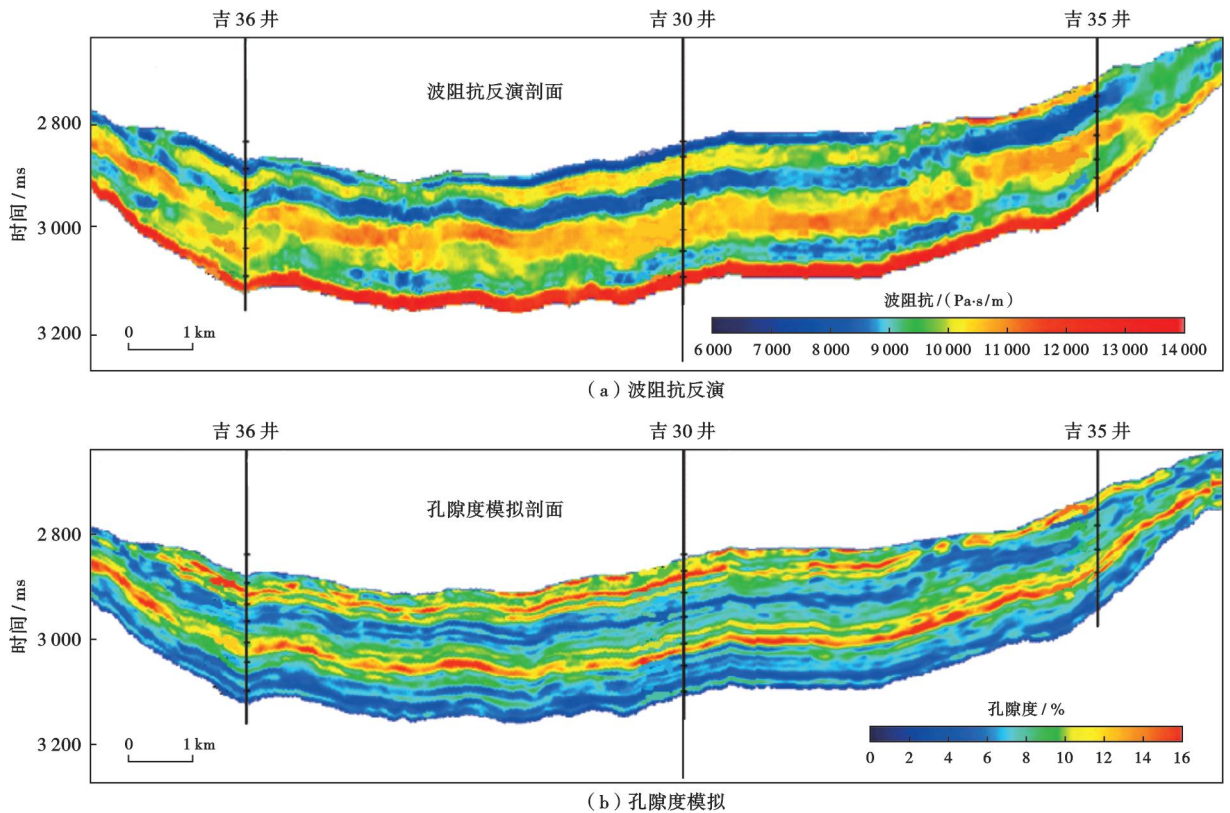 吉 36 井 吉 30 井 吉 35 井
波阻抗反演剖面
2 800
时间 / ms
3 000
波阻抗 / (Pa·s/m)
0 1 km
3 200
6 000 7 000 8 000 9 000 10 000 11 000 12 000 13 000 14 000
(a) 波阻抗反演
吉 36 井 吉 30 井 吉 35 井
孔隙度模拟剖面
2 800
时间 / ms
3 000
孔隙度 / %
3 200
0 1 km
0 2 4 6 8 10 12 14 16
(b) 孔隙度模拟